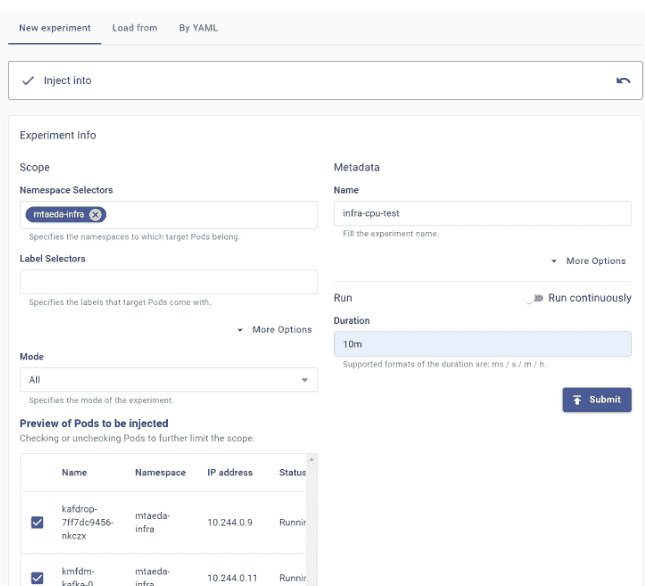 New experiment Load from By YAML
Inject into
Experiment Info
Scope
Namespace Selectors
mtaeda-infra
Specifies the namespaces to which target Pods belong.
Label Selectors
Specifies the labels that target Pods come with.
More Options
Mode
All
Specifies the mode of the experiment.
Preview of Pods to be injected
Checking or unchecking Pods to further limit the scope.
Name Namespace IP address Status
kafdrop-
7ff7dc9456-
nkczx
mtaeda-
infra
10.244.0.9
Runnin
kmfdm-
kafka-0
mtaeda-
infra
10.244.0.11
Runnin
Metadata
Name
infra-cpu-test
Fill the experiment name.
More Options
Run Run continuously
Duration
10m
Supported formats of the duration are: ms / s / m / h.
Submit